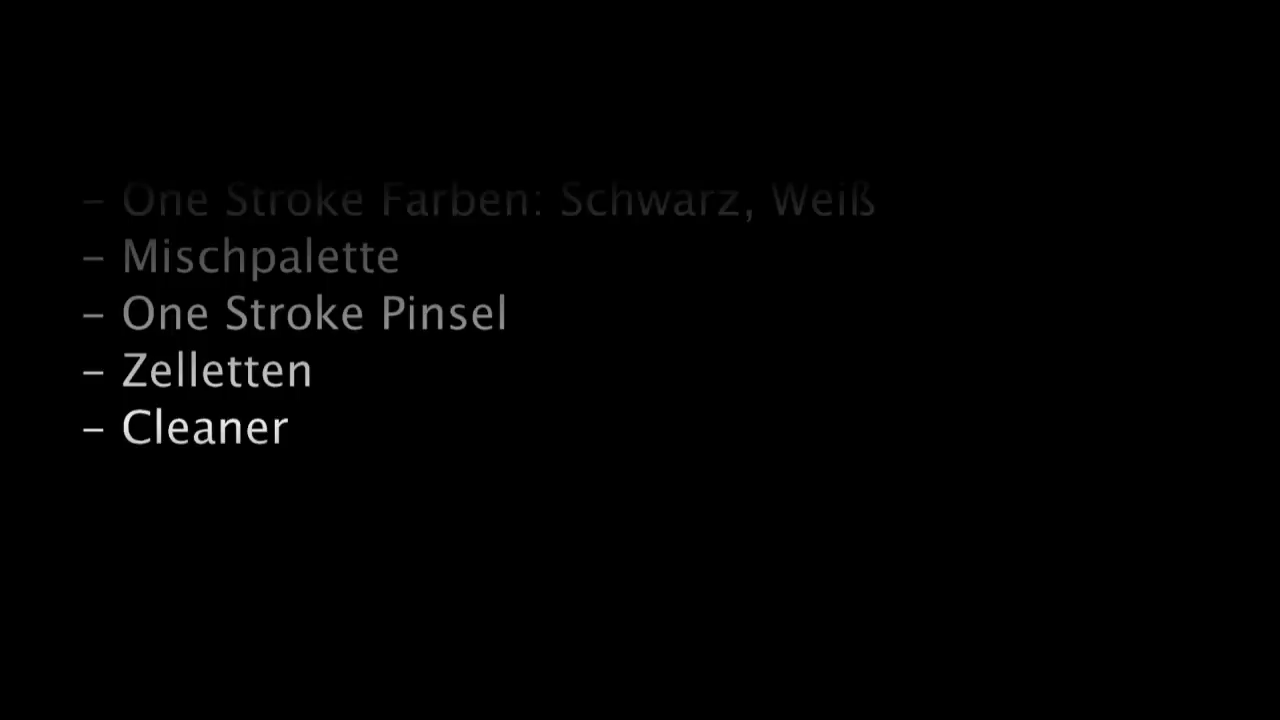 – One Stroke Farben: Schwarz, Weiß
– Mischpalette
– One Stroke Pinsel
– Zelletten
– Cleaner